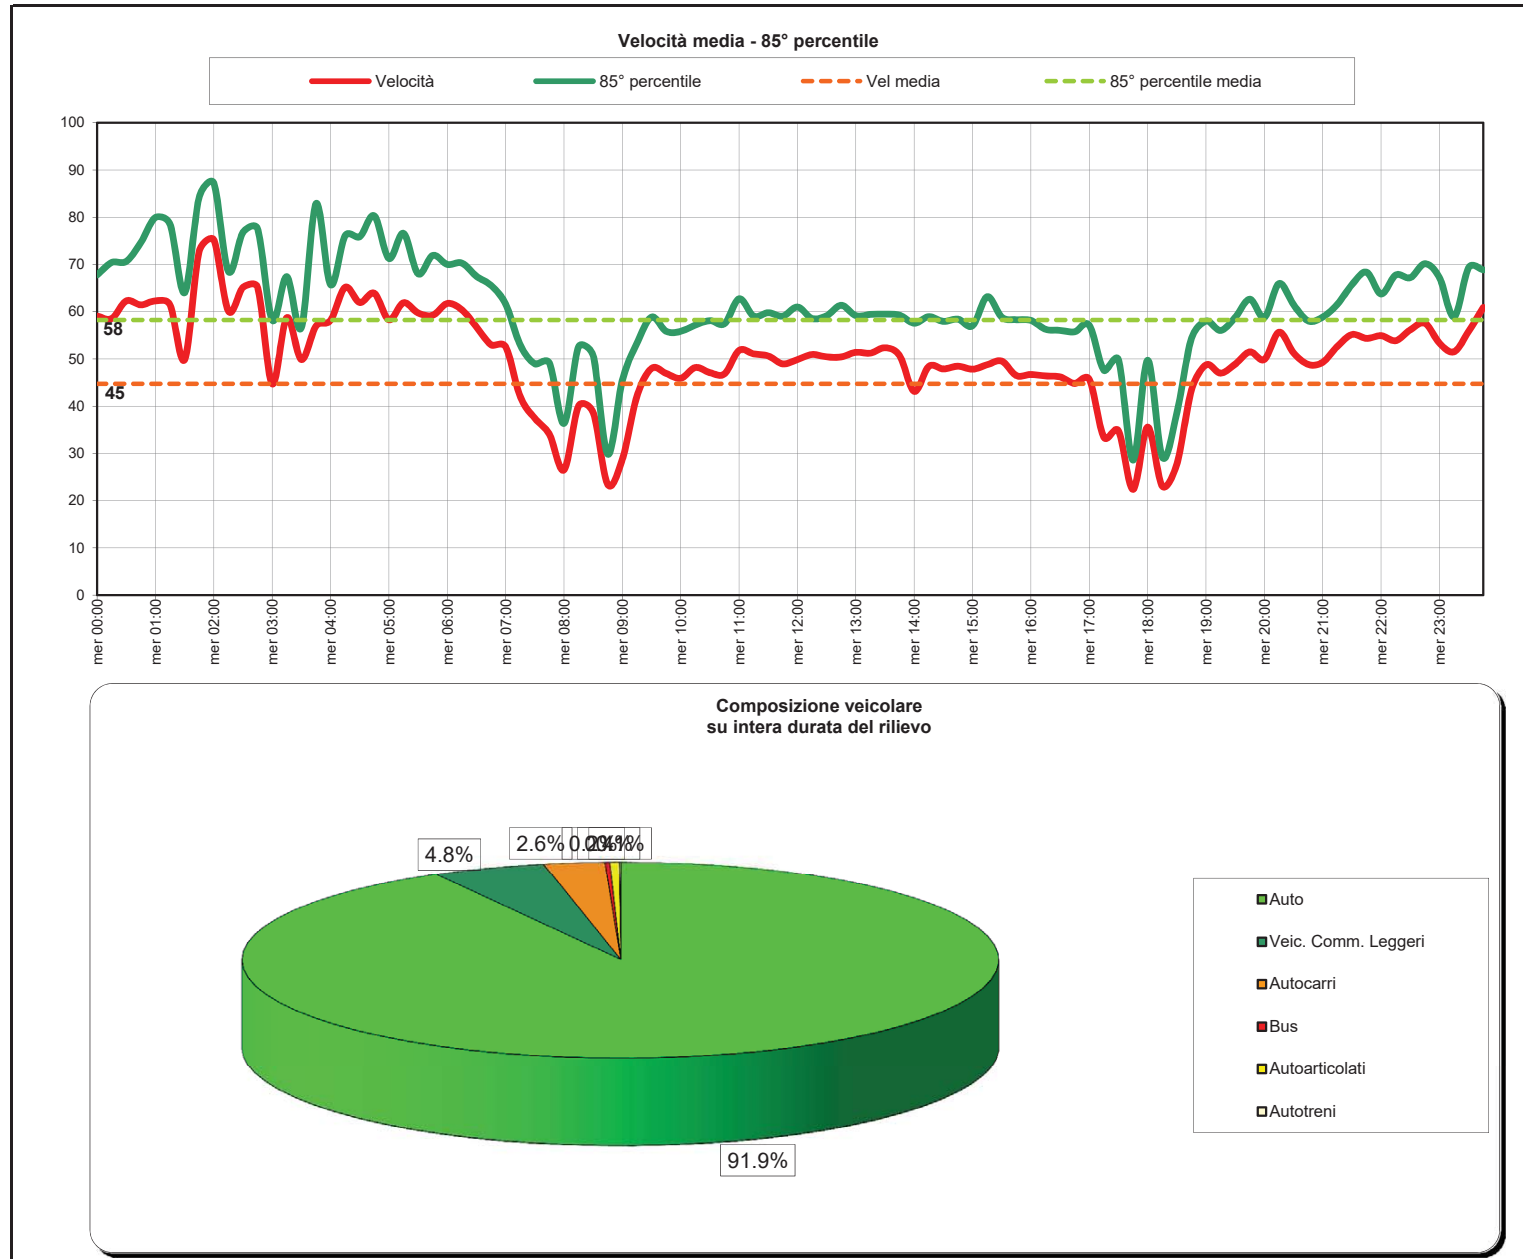 Velocità media - 85° percentile
Velocità 85° percentile Vel media 85° percentile media
100
90
80
70
60
50
40
30
20
10
0
58
45
mer 00:00
mer 01:00
mer 02:00
mer 03:00
mer 04:00
mer 05:00
mer 06:00
mer 07:00
mer 08:00
mer 09:00
mer 10:00
mer 11:00
mer 12:00
mer 13:00
mer 14:00
mer 15:00
mer 16:00
mer 17:00
mer 18:00
mer 19:00
mer 20:00
mer 21:00
mer 22:00
mer 23:00
Composizione veicolare
su intera durata del rilievo
4.8%
2.6%
91.9%
Auto
Veic. Comm. Leggeri
Autocarri
Bus
Autoarticolati
Autotreni